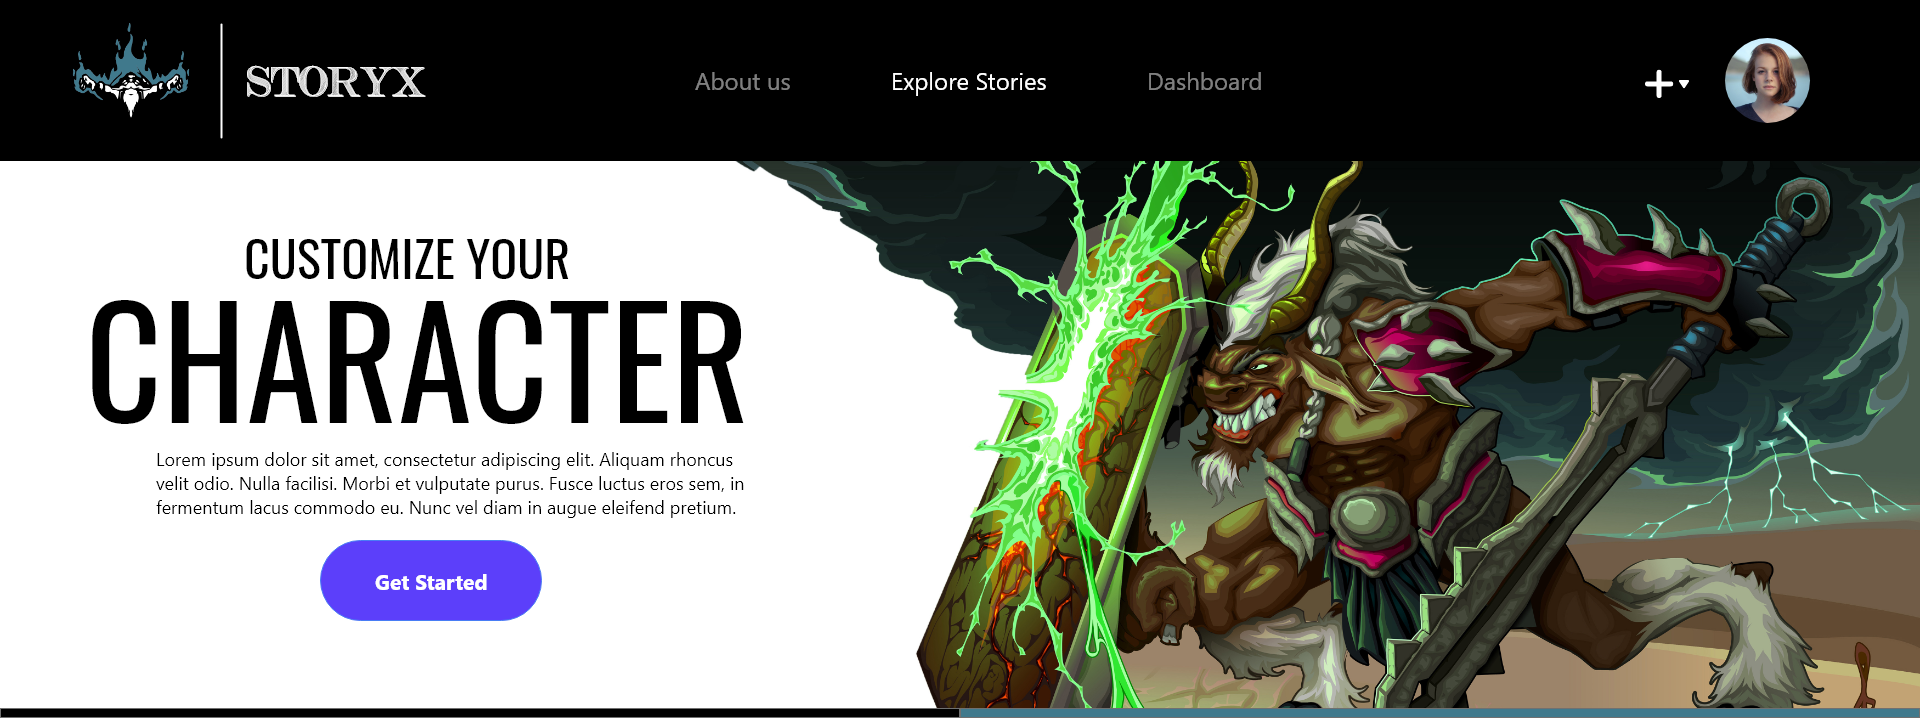 STORYX
About us
Explore Stories
Dashboard
CUSTOMIZE YOUR
CHARACTER
Lorem ipsum dolor sit amet, consectetur adipiscing elit. Aliquam rhoncus
velit odio. Nulla facilisi. Morbi et vulputate purus. Fusce luctus eros sem, in
fermentum lacus commodo eu. Nunc vel diam in augue eleifend pretium.
Get Started